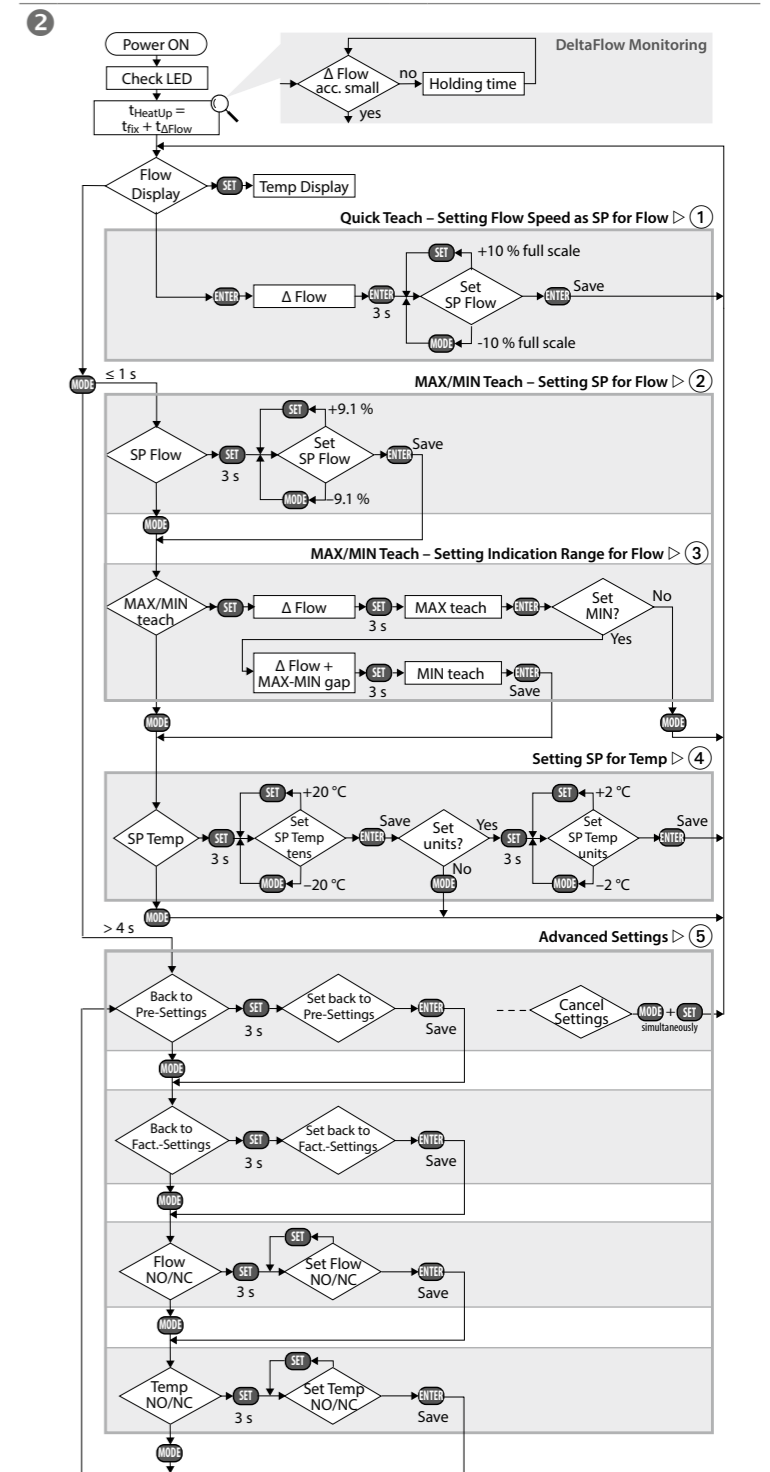 2
Power ON
DeltaFlow Monitoring
Check LED
Δ Flow
acc. small
no
Holding time
yes
tHeatUp =
tfix + tΔFlow
Flow
Display
SET
Temp Display
Quick Teach – Setting Flow Speed as SP for Flow ▷ 1
SET
+10 % full scale
ENTER
Δ Flow
ENTER
3 s
Set
SP Flow
ENTER
Save
MODE
-10 % full scale
MODE
≤ 1 s
MAX/MIN Teach – Setting SP for Flow ▷ 2
SET
+9.1 %
SP Flow
SET
3 s
Set
SP Flow
ENTER
Save
MODE
–9.1 %
MODE
MAX/MIN Teach – Setting Indication Range for Flow ▷ 3
MAX/MIN
teach
SET
Δ Flow
SET
3 s
MAX teach
ENTER
Set
MIN?
No
Yes
Δ Flow +
MAX-MIN gap
SET
3 s
MIN teach
ENTER
Save
MODE
MODE
Setting SP for Temp ▷ 4
SET
+20 °C
SET
+2 °C
SP Temp
SET
3 s
Set
SP Temp
tens
ENTER
Save
Set
units?
Yes
SET
3 s
Set
SP Temp
units
ENTER
Save
MODE
–20 °C
No
MODE
MODE
–2 °C
MODE
> 4 s
Advanced Settings ▷ 5
Back to
Pre-Settings
SET
3 s
Set back to
Pre-Settings
ENTER
Save
Cancel
Settings
MODE + SET
simultaneously
MODE
Back to
Fact.-Settings
SET
3 s
Set back to
Fact.-Settings
ENTER
Save
MODE
SET
Flow
NO/NC
SET
3 s
Set Flow
NO/NC
ENTER
Save
MODE
SET
Temp
NO/NC
SET
3 s
Set Temp
NO/NC
ENTER
Save
MODE